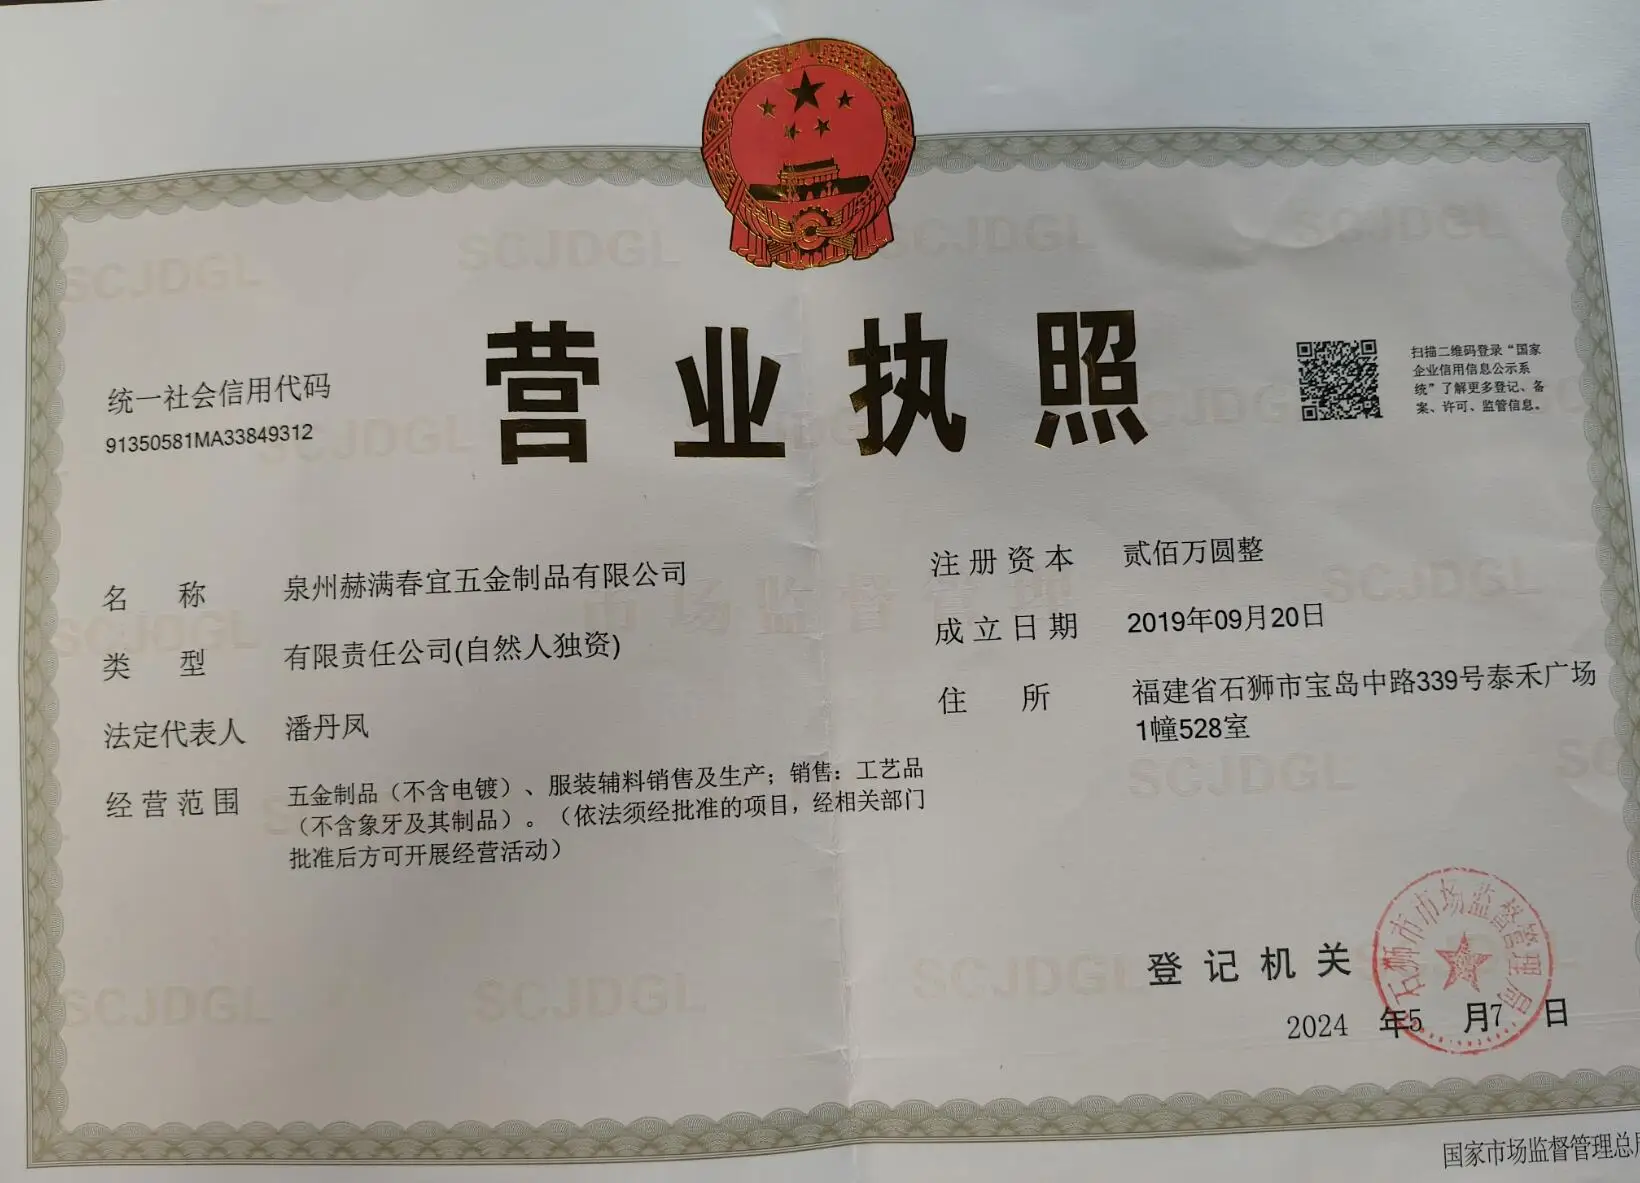 营业执照
统一社会信用代码
91350581MA33849312
扫描二维码登录“国家
企业信用信息公示系
统”了解更多登记、备
案、许可、监管信息。
名称 泉州赫满春宜五金制品有限公司
类型 有限责任公司(自然人独资)
法定代表人 潘丹凤
经营范围 五金制品（不含电镀）、服装辅料销售及生产；销售：工艺品
（不含象牙及其制品）。（依法须经批准的项目，经相关部门
批准后方可开展经营活动）
注册资本 贰佰万圆整
成立日期 2019年09月20日
住所 福建省石狮市宝岛中路339号泰禾广场
1幢528室
登记机关
石狮市市场监督管理局
2024 年5 月7 日
国家市场监督管理总局
SCJDGL
市场监督管理